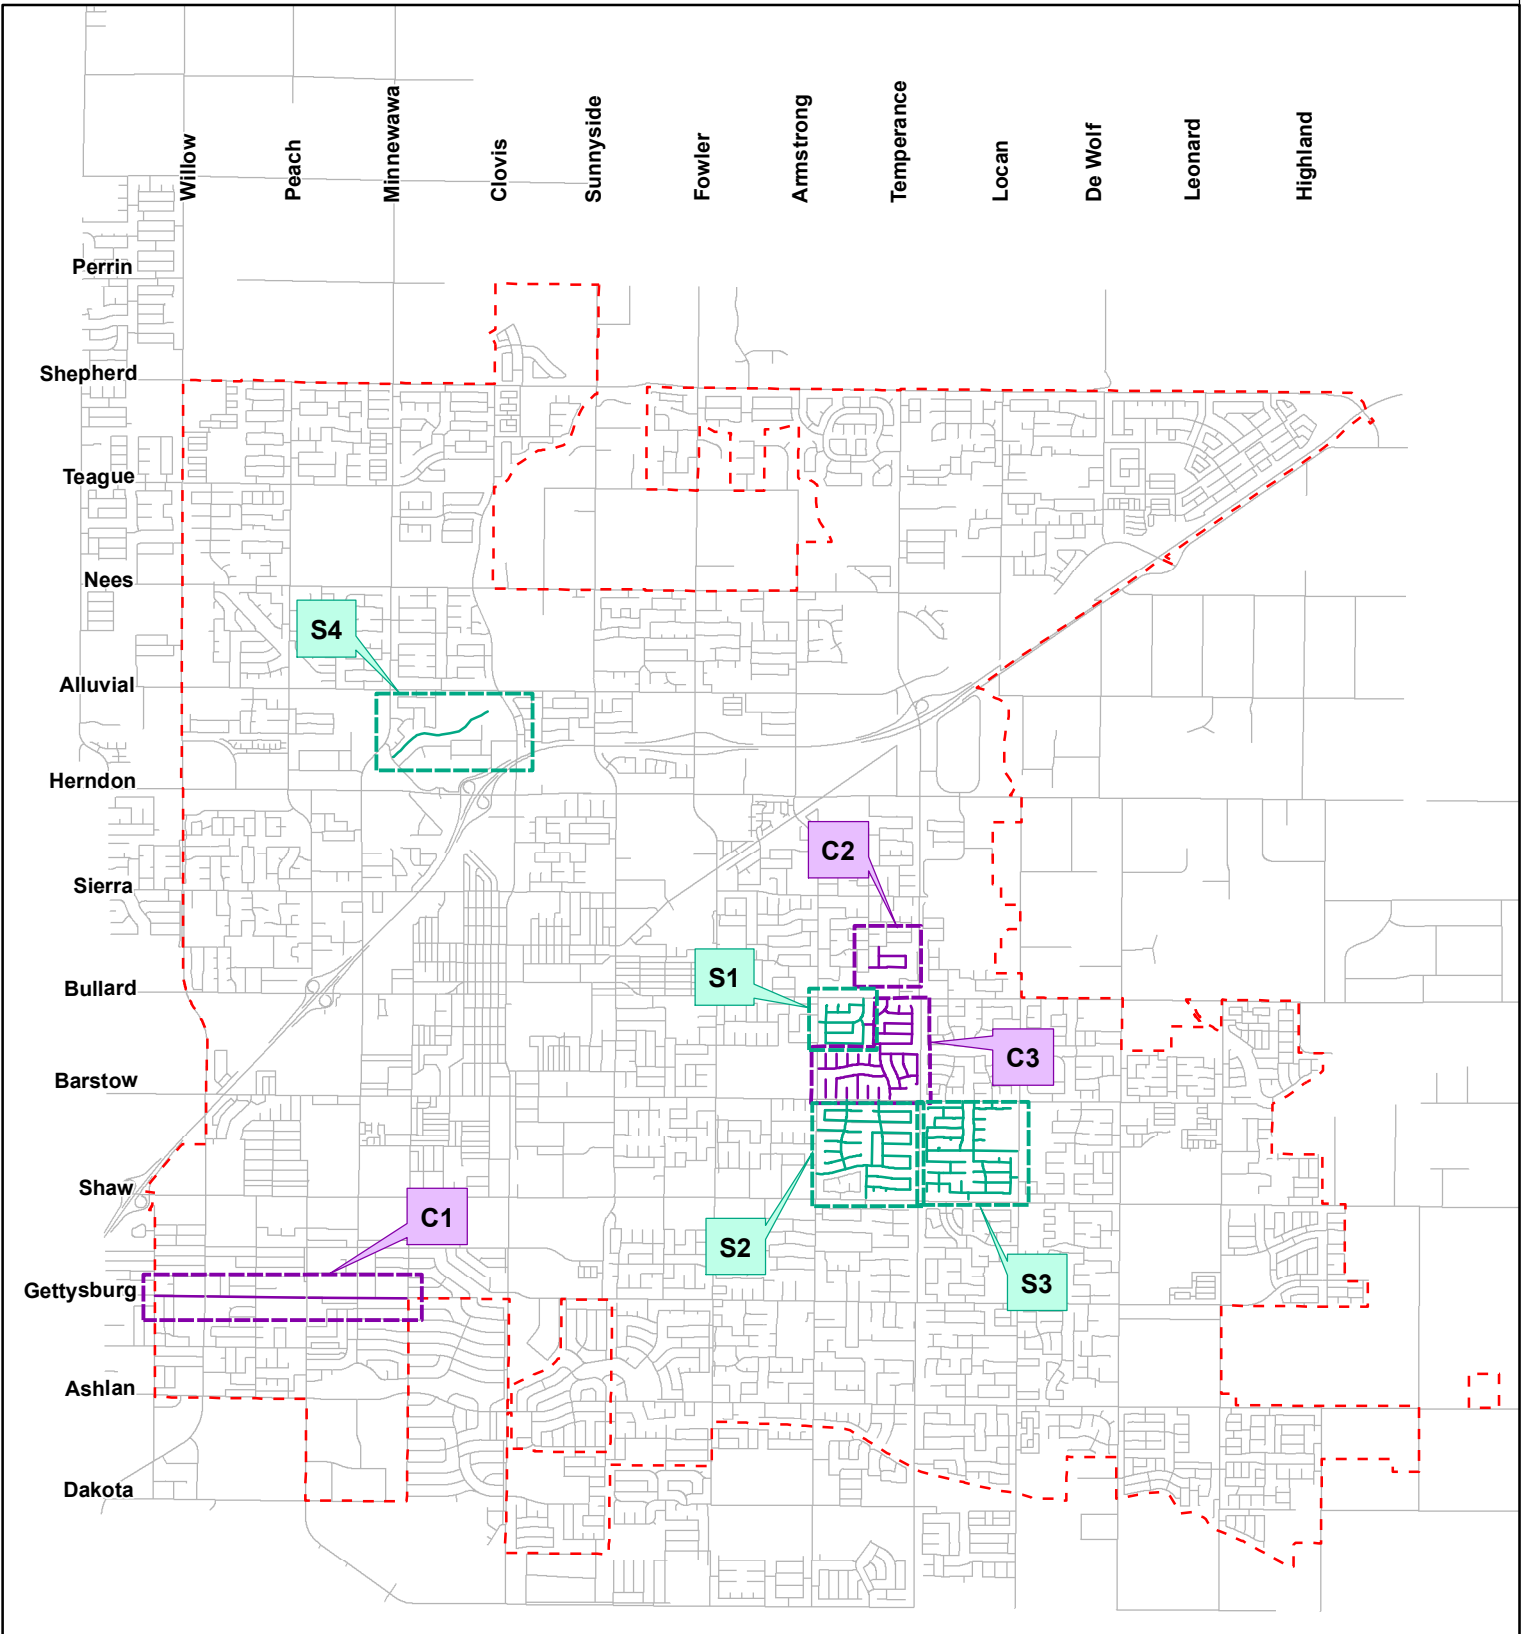 Willow
Peach
Minnewawa
Clovis
Sunnyside
Fowler
Armstrong
Temperance
Locan
De Wolf
Leonard
Highland
Perrin
Shepherd
Teague
Nees
S4
Alluvial
Herndon
C2
Sierra
S1
Bullard
C3
Barstow
Shaw
C1
S2
S3
Gettysburg
Ashlan
Dakota